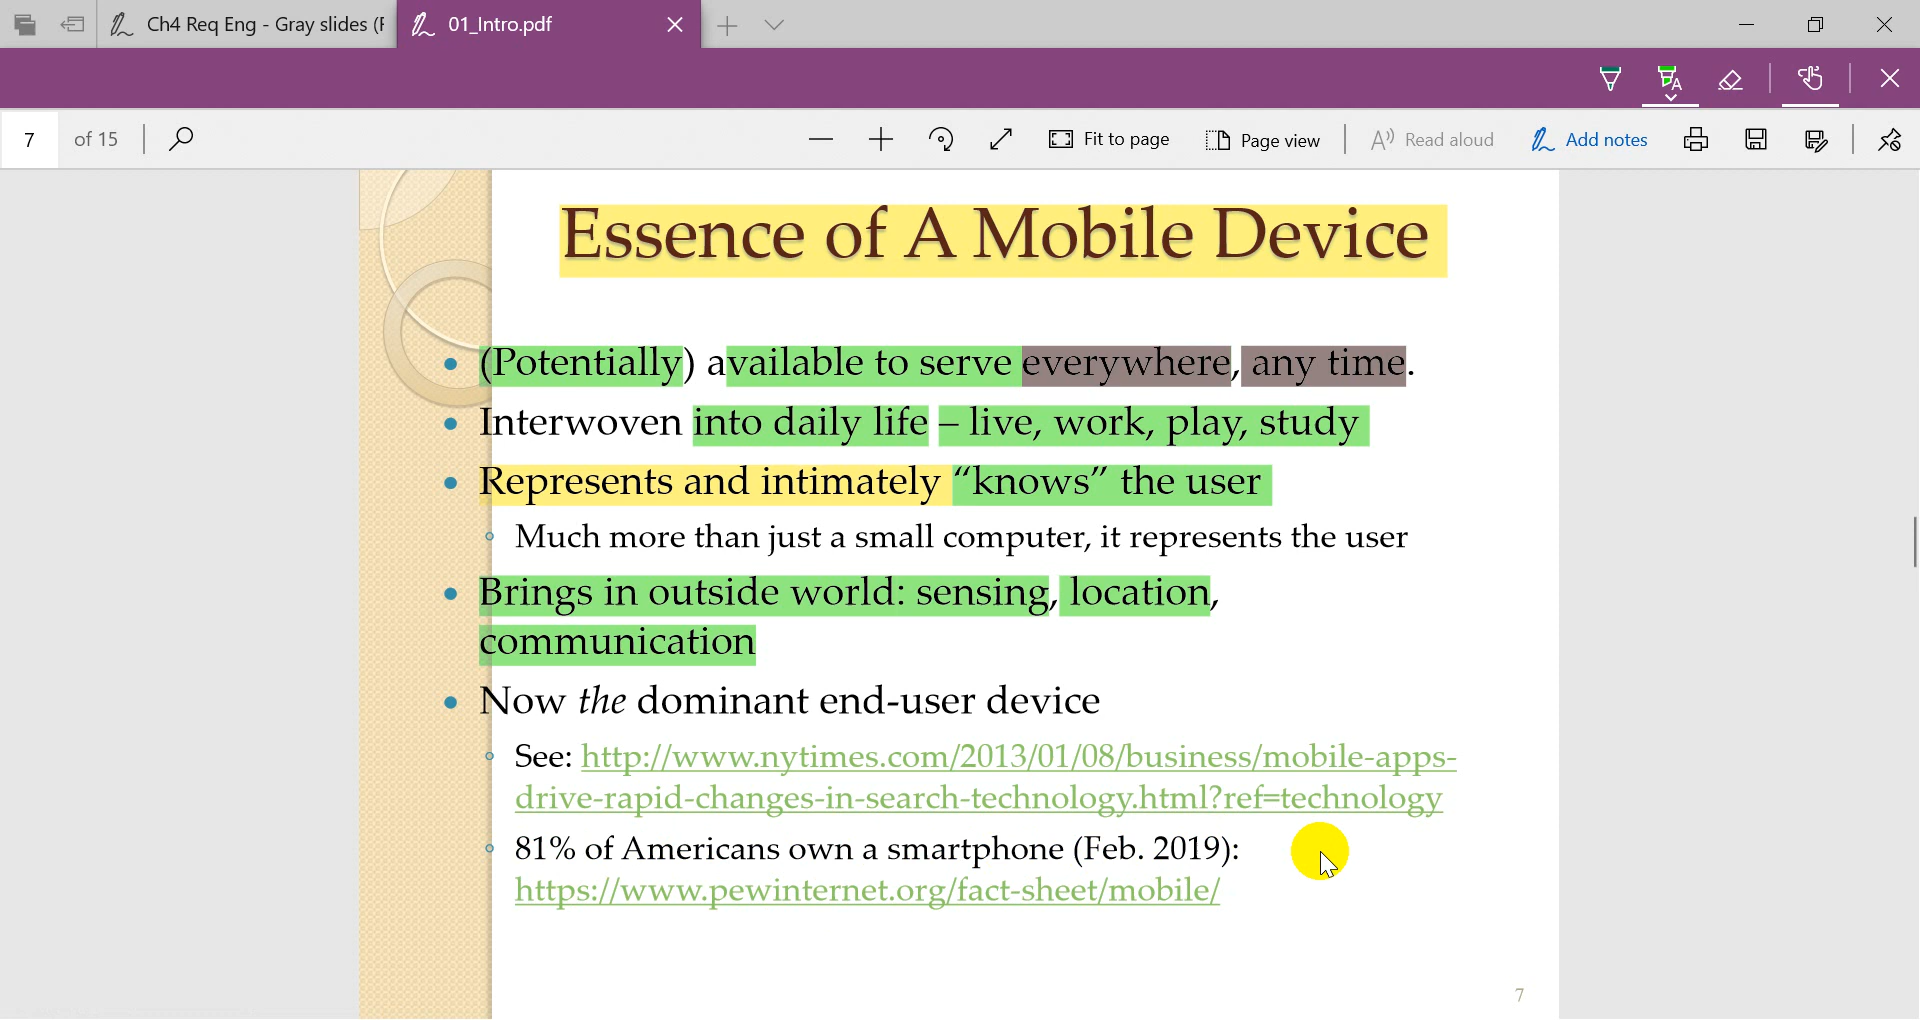 Ch4 Req Eng - Gray slides (F
01_Intro.pdf
7 of 15
Fit to page
Page view
Read aloud
Add notes
Essence of A Mobile Device
(Potentially) available to serve everywhere, any time.
Interwoven into daily life – live, work, play, study
Represents and intimately “knows” the user
Much more than just a small computer, it represents the user
Brings in outside world: sensing, location,
communication
Now the dominant end-user device
See: http://www.nytimes.com/2013/01/08/business/mobile-apps-
drive-rapid-changes-in-search-technology.html?ref=technology
81% of Americans own a smartphone (Feb. 2019):
https://www.pewinternet.org/fact-sheet/mobile/
7